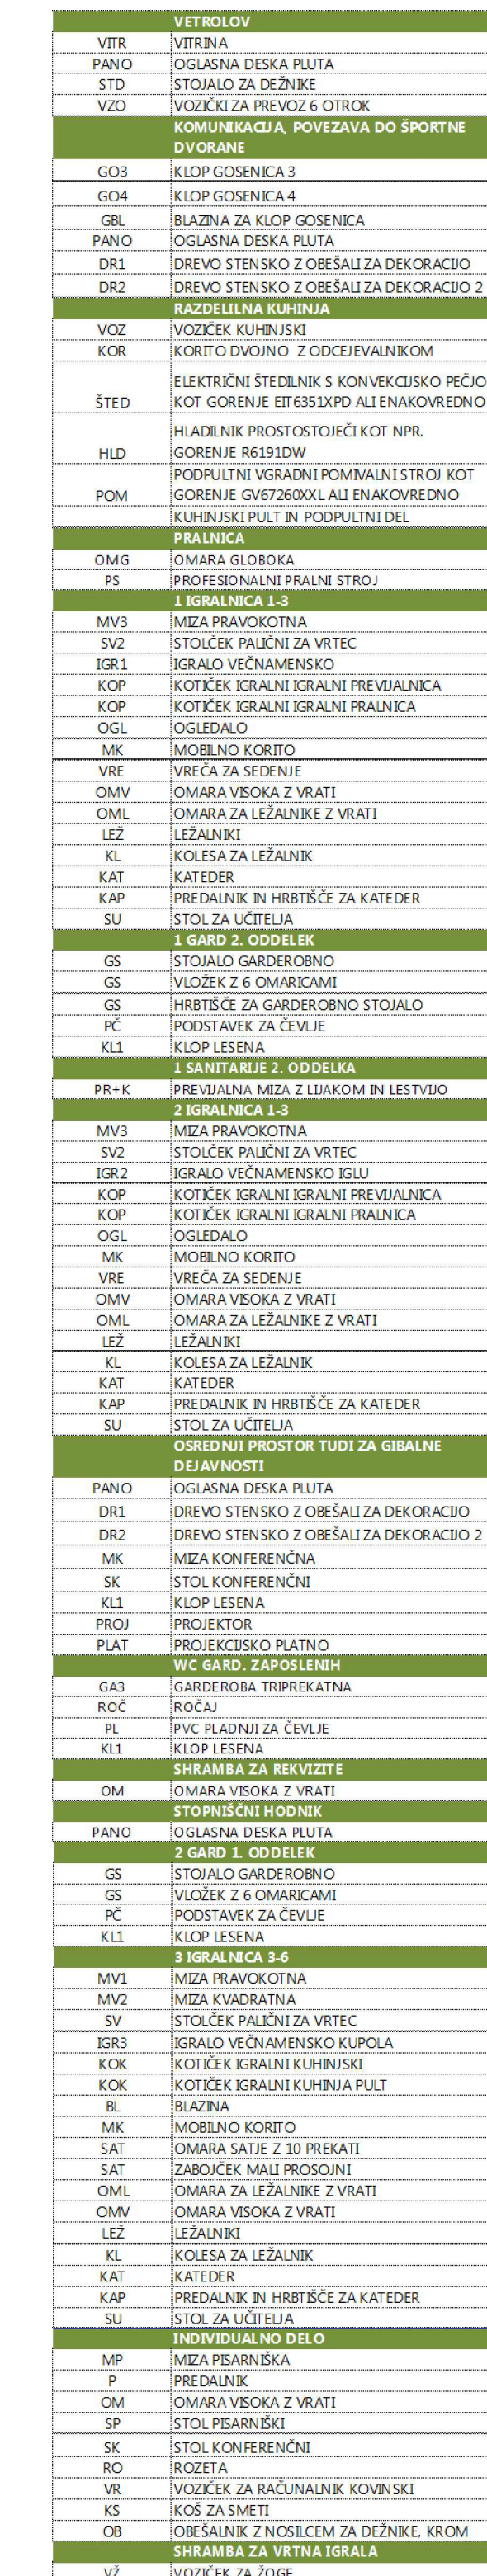 VETROLOV
VITR VITRINA
PANO OGLASNA DESKA PLUTA
STD STOJALO ZA DEŽNIKE
VZO VOZIČKI ZA PREVOZ 6 OTROK
KOMUNIKACIJA, POVEZAVA DO ŠPORTNE
DVORANE
GO3 KLOP GOSENICA 3
GO4 KLOP GOSENICA 4
GBL BLAZINA ZA KLOP GOSENICA
PANO OGLASNA DESKA PLUTA
DR1 DREVO STENSKO Z OBEŠALI ZA DEKORACIJO
DR2 DREVO STENSKO Z OBEŠALI ZA DEKORACIJO 2
RAZDELILNA KUHINJA
VOZ VOZIČEK KUHINJSKI
KOR KORITO DVOJNO Z ODCEJEVALNIKOM
ELEKTRIČNI ŠTEDILNIK S KONVEKCIJSKO PEČJO
ŠTED KOT GORENJE EIT6351XPD ALI ENAKOVREDNO
HLADILNIK PROSTOSTOJEČI KOT NPR.
HLD GORENJE R6191DW
PODPULTNI VGRADNI POMIVALNI STROJ KOT
POM GORENJE GV67260XXL ALI ENAKOVREDNO
KUHINJSKI PULT IN PODPULTNI DEL
PRALNICA
OMG OMARA GLOBOKA
PS PROFESIONALNI PRALNI STROJ
1 IGRALNICA 1-3
MV3 MIZA PRAVOKOTNA
SV2 STOLČEK PALIČNI ZA VRTEC
IGR1 IGRALO VEČNAMENSKO
KOP KOTIČEK IGRALNI IGRALNI PREVIJALNICA
KOP KOTIČEK IGRALNI IGRALNI PRALNICA
OGL OGLEDALO
MK MOBILNO KORITO
VRE VREČA ZA SEDENJE
OMV OMARA VISOKA Z VRATI
OML OMARA ZA LEŽALNIKE Z VRATI
LEŽ LEŽALNIKI
KL KOLESA ZA LEŽALNIK
KAT KATEDER
KAP PREDALNIK IN HRBTIŠČE ZA KATEDER
SU STOL ZA UČITELJA
1 GARD 2. ODDELEK
GS STOJALO GARDEROBNO
GS VLOŽEK Z 6 OMARICAMI
GS HRBTIŠČE ZA GARDEROBNO STOJALO
PČ PODSTAVEK ZA ČEVLJE
KL1 KLOP LESENA
1 SANITARIJE 2. ODDELKA
PR+K PREVIJALNA MIZA Z LIJAKOM IN LESTVIJO
2 IGRALNICA 1-3
MV3 MIZA PRAVOKOTNA
SV2 STOLČEK PALIČNI ZA VRTEC
IGR2 IGRALO VEČNAMENSKO IGLU
KOP KOTIČEK IGRALNI IGRALNI PREVIJALNICA
KOP KOTIČEK IGRALNI IGRALNI PRALNICA
OGL OGLEDALO
MK MOBILNO KORITO
VRE VREČA ZA SEDENJE
OMV OMARA VISOKA Z VRATI
OML OMARA ZA LEŽALNIKE Z VRATI
LEŽ LEŽALNIKI
KL KOLESA ZA LEŽALNIK
KAT KATEDER
KAP PREDALNIK IN HRBTIŠČE ZA KATEDER
SU STOL ZA UČITELJA
OSREDNJI PROSTOR TUDI ZA GIBALNE
DEJAVNOSTI
PANO OGLASNA DESKA PLUTA
DR1 DREVO STENSKO Z OBEŠALI ZA DEKORACIJO
DR2 DREVO STENSKO Z OBEŠALI ZA DEKORACIJO 2
MK MIZA KONFERENČNA
SK STOL KONFERENČNI
KL1 KLOP LESENA
PROJ PROJEKTOR
PLAT PROJEKCIJSKO PLATNO
WC GARD. ZAPOSLENIH
GA3 GARDEROBA TRIPREKATNA
ROČ ROČAJ
PL PVC PLADNJI ZA ČEVLJE
KL1 KLOP LESENA
SHRAMBA ZA REKVIZITE
OM OMARA VISOKA Z VRATI
STOPNIŠČNI HODNIK
PANO OGLASNA DESKA PLUTA
2 GARD 1. ODDELEK
GS STOJALO GARDEROBNO
GS VLOŽEK Z 6 OMARICAMI
PČ PODSTAVEK ZA ČEVLJE
KL1 KLOP LESENA
3 IGRALNICA 3-6
MV1 MIZA PRAVOKOTNA
MV2 MIZA KVADRATNA
SV STOLČEK PALIČNI ZA VRTEC
IGR3 IGRALO VEČNAMENSKO KUPOLA
KOK KOTIČEK IGRALNI KUHINJSKI
KOK KOTIČEK IGRALNI KUHINJA PULT
BL BLAZINA
MK MOBILNO KORITO
SAT OMARA SATJE Z 10 PREKATI
SAT ZABOJČEK MALI PROSOJNI
OML OMARA ZA LEŽALNIKE Z VRATI
OMV OMARA VISOKA Z VRATI
LEŽ LEŽALNIKI
KL KOLESA ZA LEŽALNIK
KAT KATEDER
KAP PREDALNIK IN HRBTIŠČE ZA KATEDER
SU STOL ZA UČITELJA
INDIVIDUALNO DELO
MP MIZA PISARNIŠKA
P PREDALNIK
OM OMARA VISOKA Z VRATI
SP STOL PISARNIŠKI
SK STOL KONFERENČNI
RO ROZETA
VR VOZIČEK ZA RAČUNALNIK KOVINSKI
KS KOŠ ZA SMETI
OB OBEŠALNIK Z NOSILCEM ZA DEŽNIKE, KROM
SHRAMBA ZA VRTNA IGRALA
VŽ VOZIČEK ZA ŽOGE